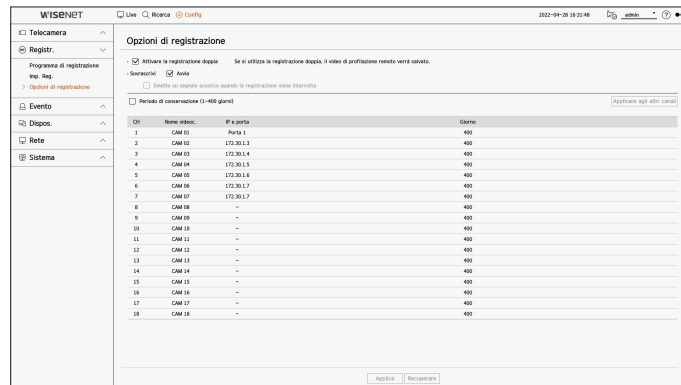 WISENET
Live Ricerca Config 2022-04-28 16:31:48 admin
Telecamera
Registr.
Programma di registrazione
Imp. Reg.
> Opzioni di registrazione
Evento
Dispos.
Rete
Sistema
Opzioni di registrazione
- Attivare la registrazione doppia Se si utilizza la registrazione doppia, il video di profilazione remoto verrà salvato.
- Sovrascrivi Avvia
Emette un segnale acustico quando la registrazione viene interrotta
Periodo di conservazione (1~400 giorni) Applicare agli altri canali
CH Nome videoc. IP e porta Giorno
1 CAM 01 Porta 1 400
2 CAM 02 172.30.1.3 400
3 CAM 03 172.30.1.4 400
4 CAM 04 172.30.1.5 400
5 CAM 05 172.30.1.6 400
6 CAM 06 172.30.1.7 400
7 CAM 07 172.30.1.7 400
8 CAM 08 – 400
9 CAM 09 – 400
10 CAM 10 – 400
11 CAM 11 – 400
12 CAM 12 – 400
13 CAM 13 – 400
14 CAM 14 – 400
15 CAM 15 – 400
16 CAM 16 – 400
17 CAM 17 – 400
18 CAM 18 – 400
Applica Recuperare